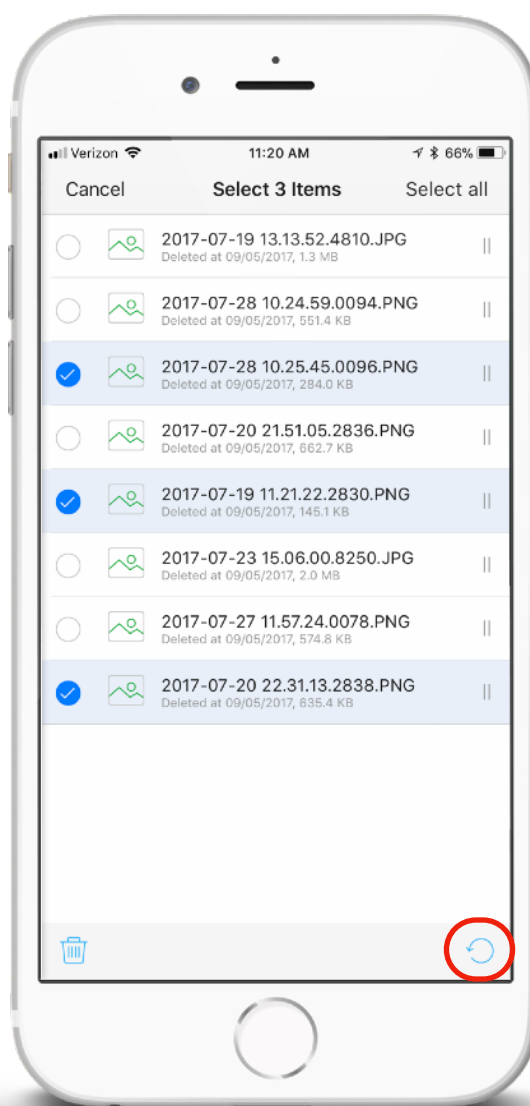 Verizon 11:20 AM 66%
Cancel Select 3 Items Select all
2017-07-19 13.13.52.4810.JPG
Deleted at 09/05/2017, 1.3 MB
2017-07-28 10.24.59.0094.PNG
Deleted at 09/05/2017, 551.4 KB
2017-07-28 10.25.45.0096.PNG
Deleted at 09/05/2017, 284.0 KB
2017-07-20 21.51.05.2836.PNG
Deleted at 09/05/2017, 662.7 KB
2017-07-19 11.21.22.2830.PNG
Deleted at 09/05/2017, 145.1 KB
2017-07-23 15.06.00.8250.JPG
Deleted at 09/05/2017, 2.0 MB
2017-07-27 11.57.24.0078.PNG
Deleted at 09/05/2017, 574.8 KB
2017-07-20 22.31.13.2838.PNG
Deleted at 09/05/2017, 635.4 KB